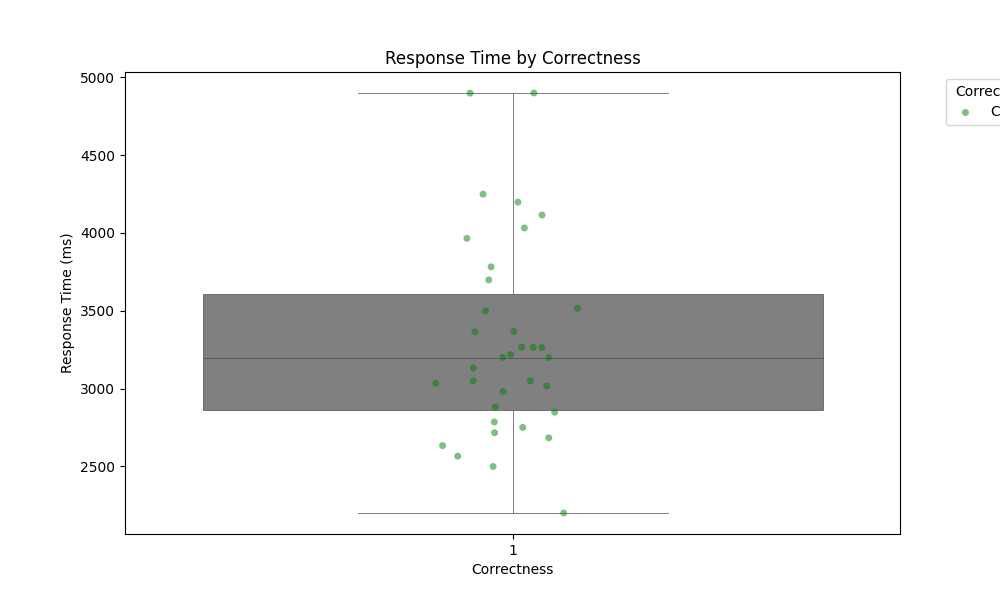 Response Time by Correctness
5000
4500
4000
3500
3000
2500
Response Time (ms)
1
Correctness
Correc
C